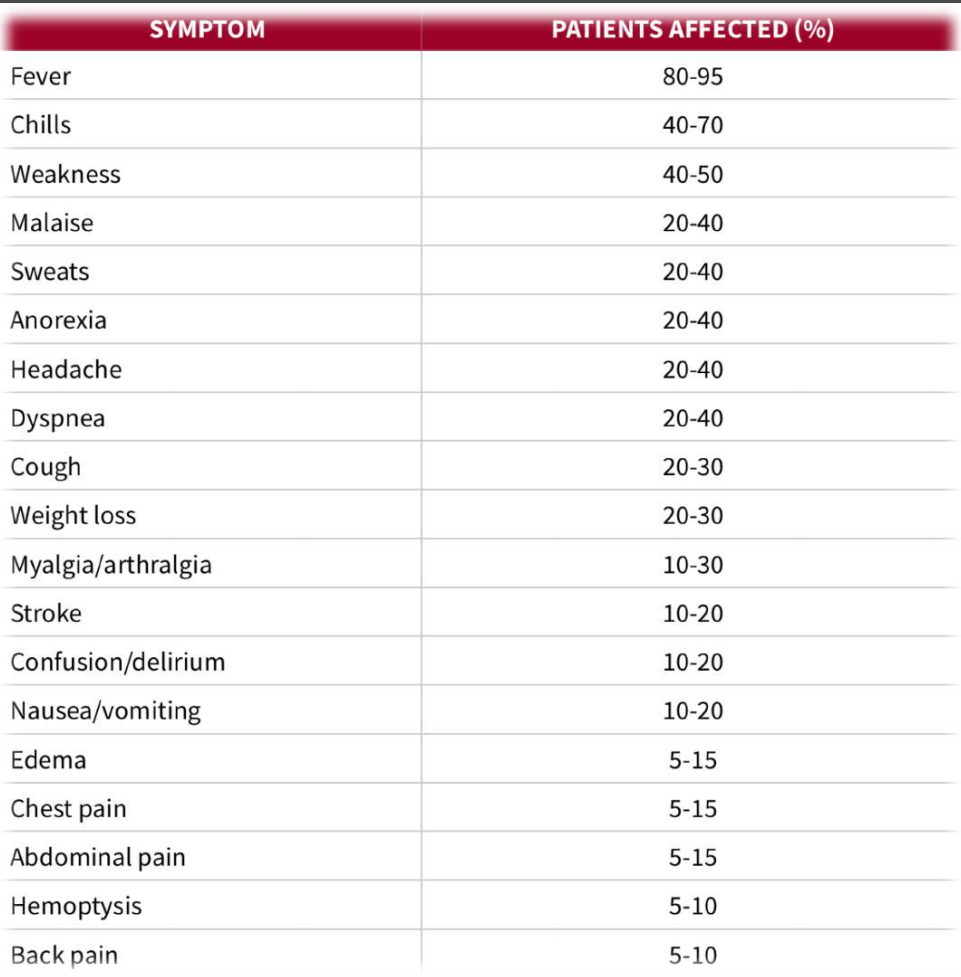 SYMPTOM PATIENTS AFFECTED (%)
Fever 80-95
Chills 40-70
Weakness 40-50
Malaise 20-40
Sweats 20-40
Anorexia 20-40
Headache 20-40
Dyspnea 20-40
Cough 20-30
Weight loss 20-30
Myalgia/arthralgia 10-30
Stroke 10-20
Confusion/delirium 10-20
Nausea/vomiting 10-20
Edema 5-15
Chest pain 5-15
Abdominal pain 5-15
Hemoptysis 5-10
Back pain 5-10